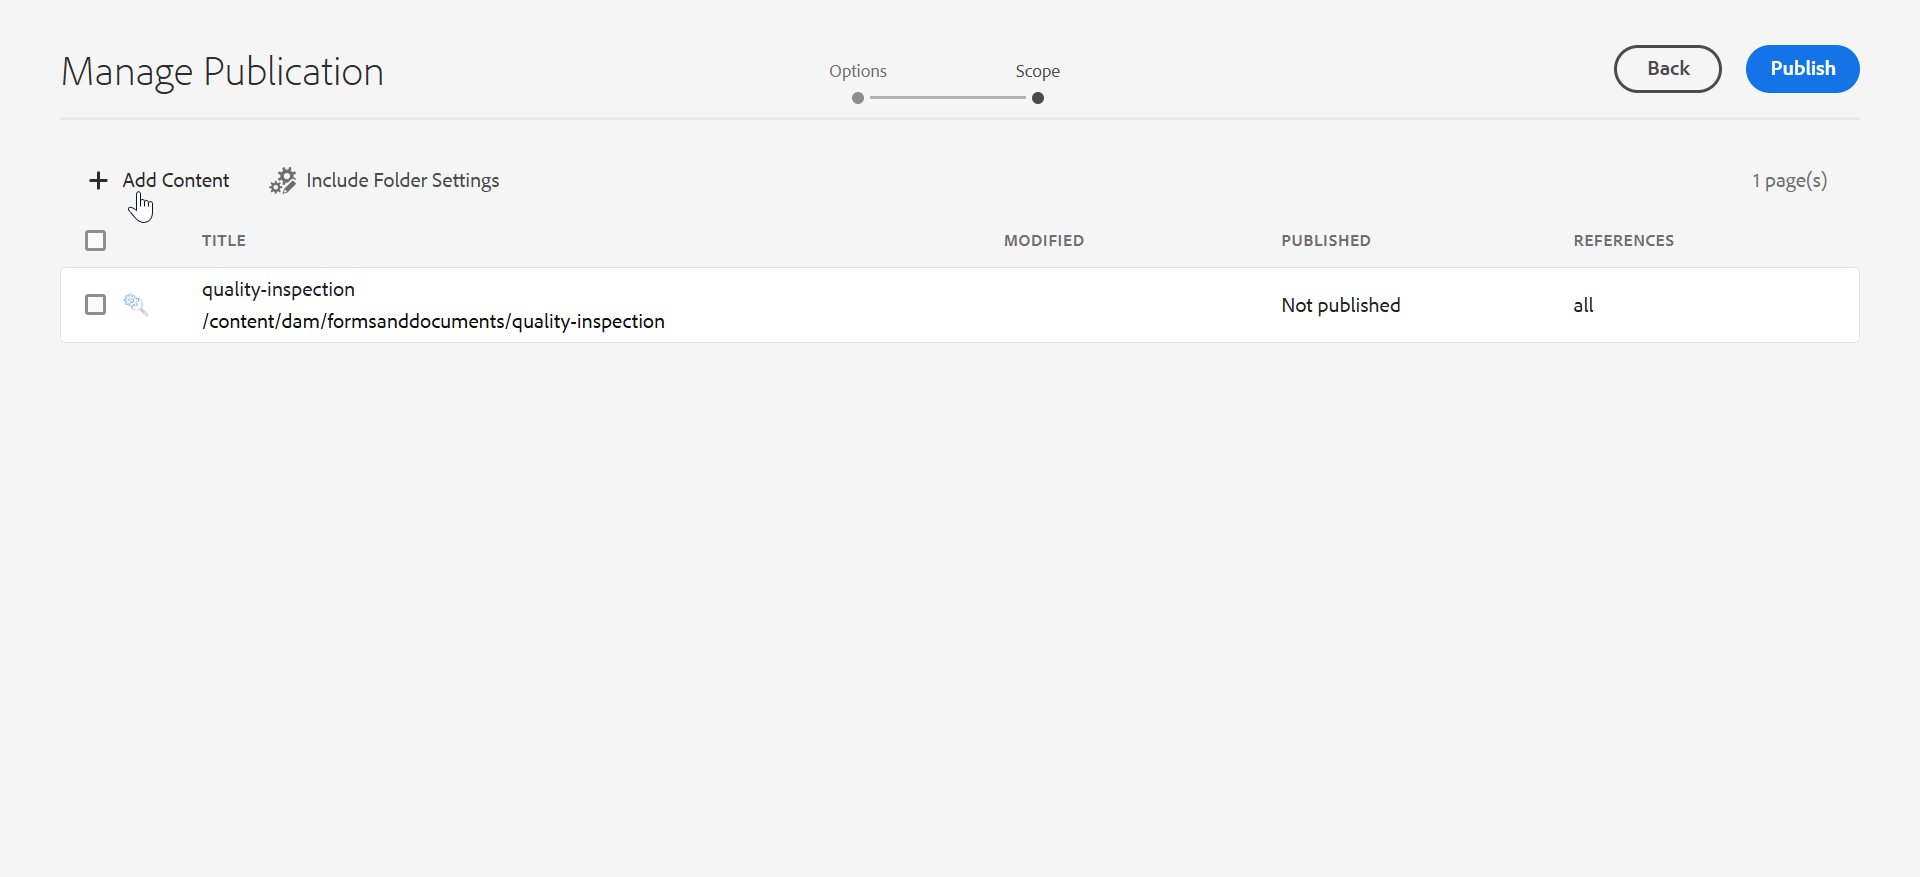 Manage Publication
Options
Scope
Back
Publish
Add Content
Include Folder Settings
1 page(s)
TITLE
MODIFIED
PUBLISHED
REFERENCES
quality-inspection
/content/dam/formsanddocuments/quality-inspection
Not published
all